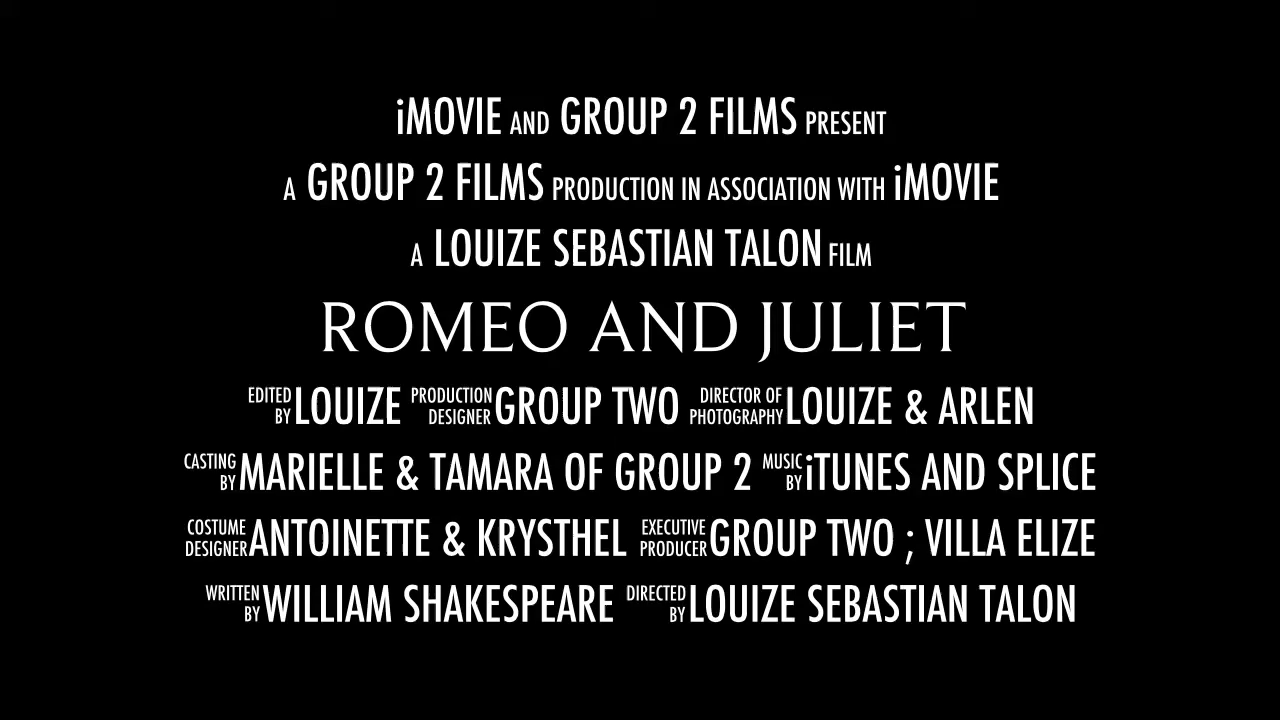 iMOVIE AND GROUP 2 FILMS PRESENT
A GROUP 2 FILMS PRODUCTION IN ASSOCIATION WITH iMOVIE
A LOUIZE SEBASTIAN TALON FILM
ROMEO AND JULIET
EDITED BY LOUIZE PRODUCTION DESIGNER GROUP TWO DIRECTOR OF PHOTOGRAPHY LOUIZE & ARLEN
CASTING BY MARIELLE & TAMARA OF GROUP 2 MUSIC BY iTUNES AND SPLICE
COSTUME DESIGNER ANTOINETTE & KRYSTHEL EXECUTIVE PRODUCER GROUP TWO ; VILLA ELIZE
WRITTEN BY WILLIAM SHAKESPEARE DIRECTED BY LOUIZE SEBASTIAN TALON